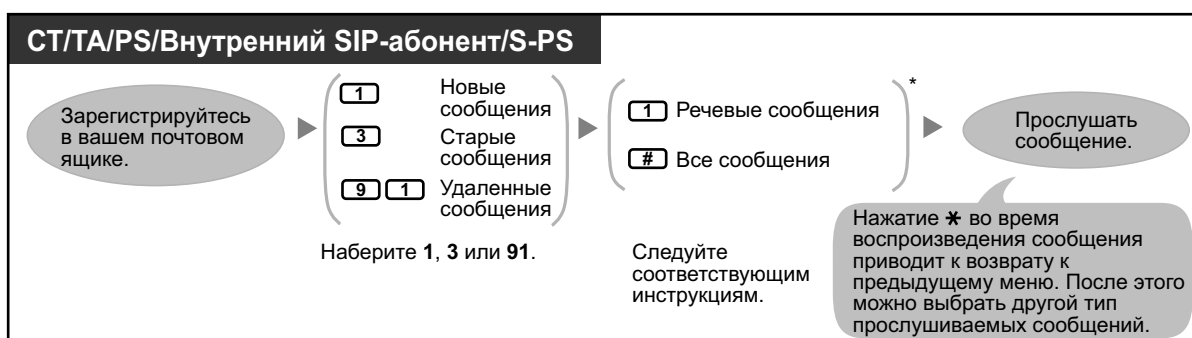 CT/TA/PS/Внутренний SIP-абонент/S-PS
Зарегистрируйтесь
в вашем почтовом
ящике.
1 Новые
сообщения
3 Старые
сообщения
9 1 Удаленные
сообщения
Наберите 1, 3 или 91.
1 Речевые сообщения
# Все сообщения
*
Следуйте
соответствующим
инструкциям.
Прослушать
сообщение.
Нажатие * во время
воспроизведения сообщения
приводит к возврату к
предыдущему меню. После этого
можно выбрать другой тип
прослушиваемых сообщений.